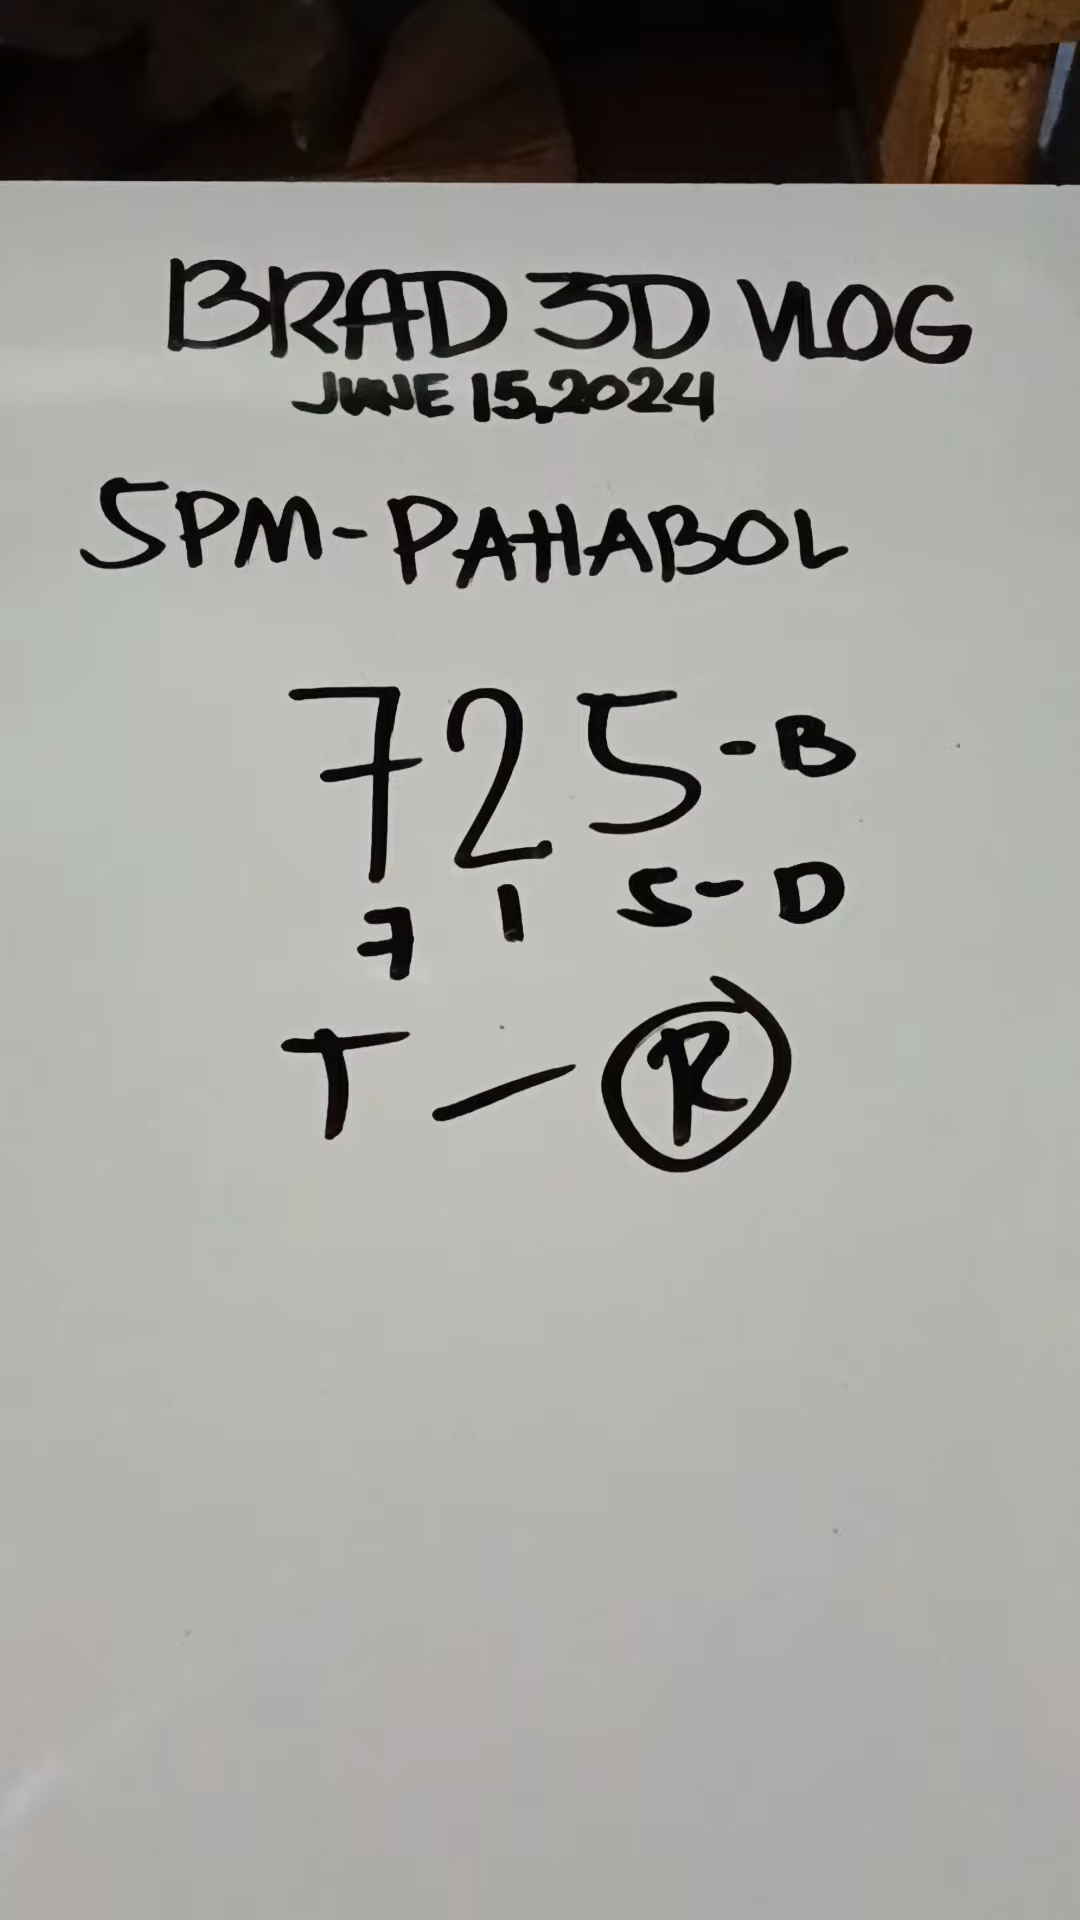 BRAD 3D VLOG
JUNE 15,2024
5PM-PAHABOL
725-B
7 1 5-D
T - R